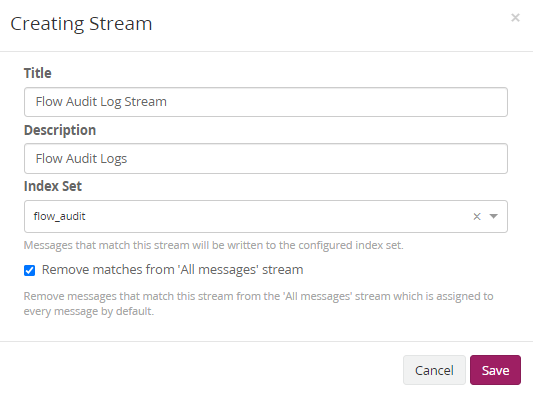 Creating Stream
×
Title
Flow Audit Log Stream
Description
Flow Audit Logs
Index Set
flow_audit
×
Messages that match this stream will be written to the configured index set.
Remove matches from 'All messages' stream
Remove messages that match this stream from the 'All messages' stream which is assigned to
every message by default.
Cancel Save